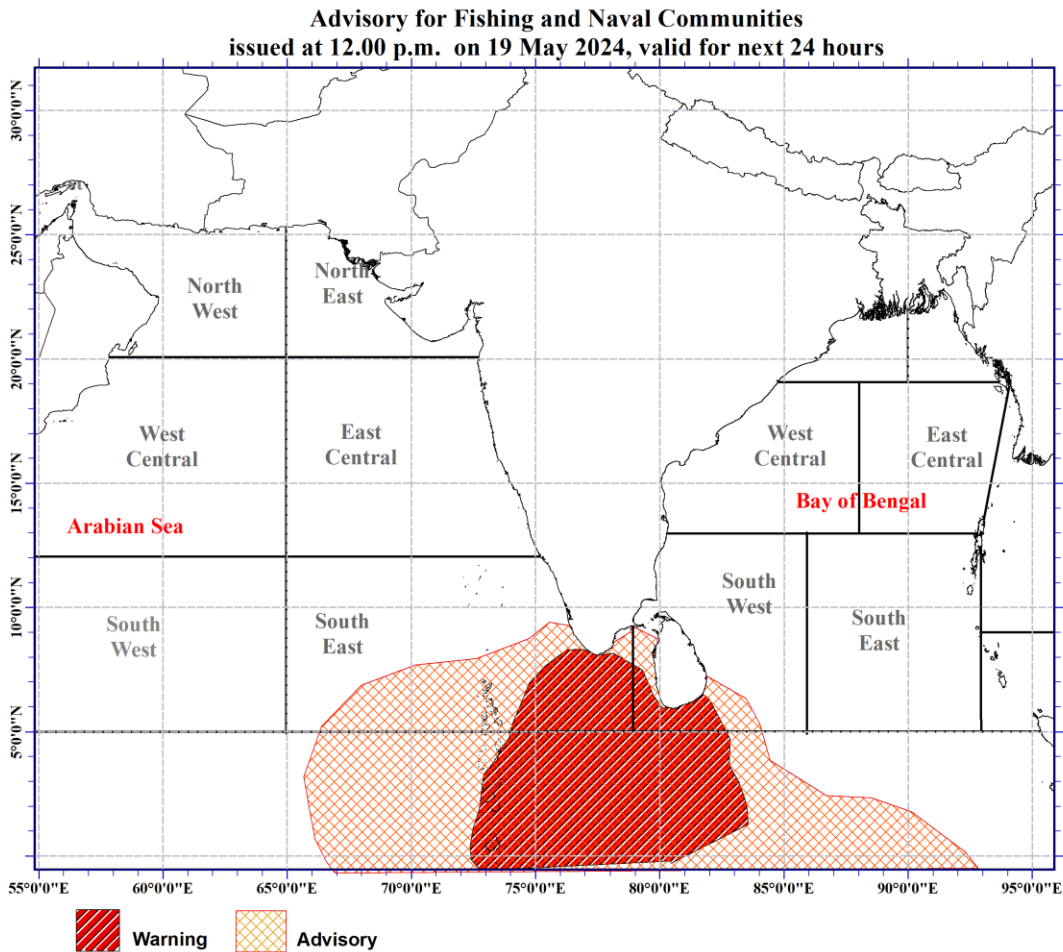 Advisory for Fishing and Naval Communities
issued at 12.00 p.m. on 19 May 2024, valid for next 24 hours
30°0'0"N
25°0'0"N
20°0'0"N
15°0'0"N
10°0'0"N
5°0'0"N
0°0'0"
North
West
North
East
West
Central
East
Central
West
Central
East
Central
Arabian Sea
Bay of Bengal
South
West
South
East
South
West
South
East
55°0'0"E
60°0'0"E
65°0'0"E
70°0'0"E
75°0'0"E
80°0'0"E
85°0'0"E
90°0'0"E
95°0'0"E
Warning
Advisory